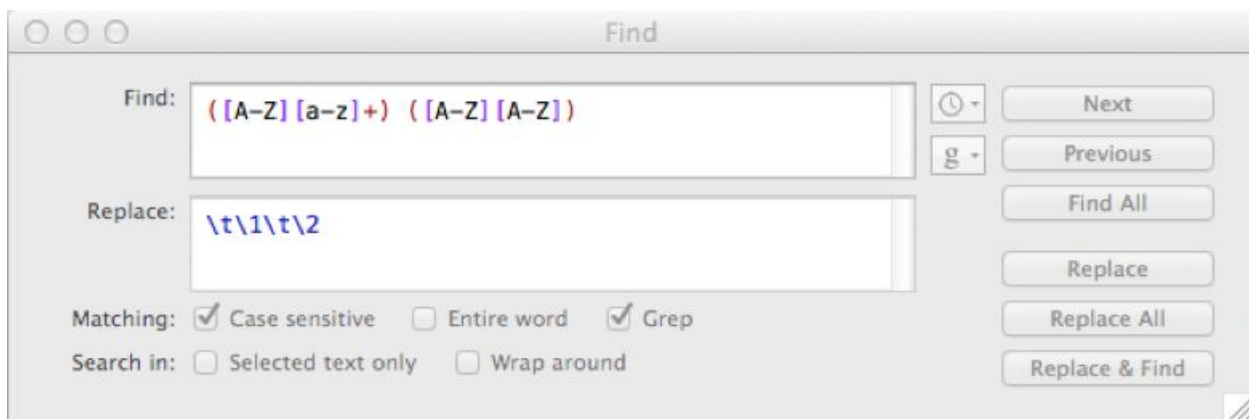 Find
Find: ([A-Z][a-z]+) ([A-Z][A-Z])
Next
g
Previous
Find All
Replace: \t\1\t\2
Replace
Matching: Case sensitive Entire word Grep
Replace All
Search in: Selected text only Wrap around
Replace & Find